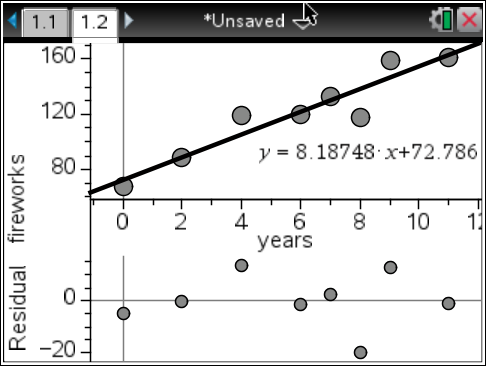 1.1 1.2 *Unsaved
160
120
80
fireworks
y = 8.18748·x+72.786
0 2 4 6 8 10 12
years
Residual
0
-20